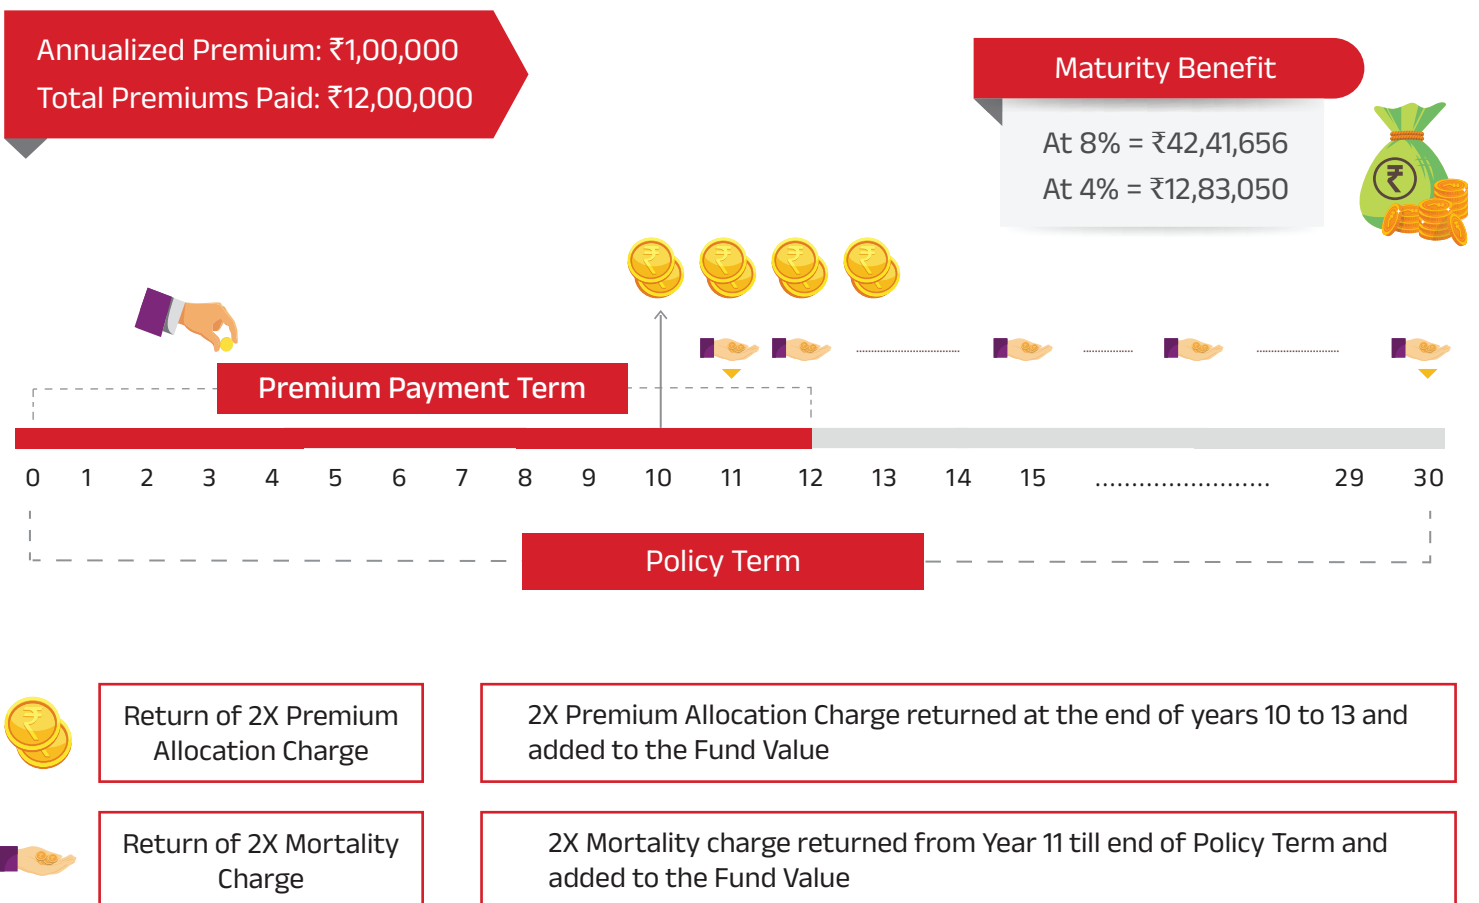 Annualized Premium: ₹1,00,000
Total Premiums Paid: ₹12,00,000
Maturity Benefit
At 8% = ₹42,41,656
At 4% = ₹12,83,050
₹
₹ ₹ ₹ ₹
Premium Payment Term
0 1 2 3 4 5 6 7 8 9 10 11 12 13 14 15 ........................ 29 30
Policy Term
₹
Return of 2X Premium
Allocation Charge
2X Premium Allocation Charge returned at the end of years 10 to 13 and
added to the Fund Value
Return of 2X Mortality
Charge
2X Mortality charge returned from Year 11 till end of Policy Term and
added to the Fund Value